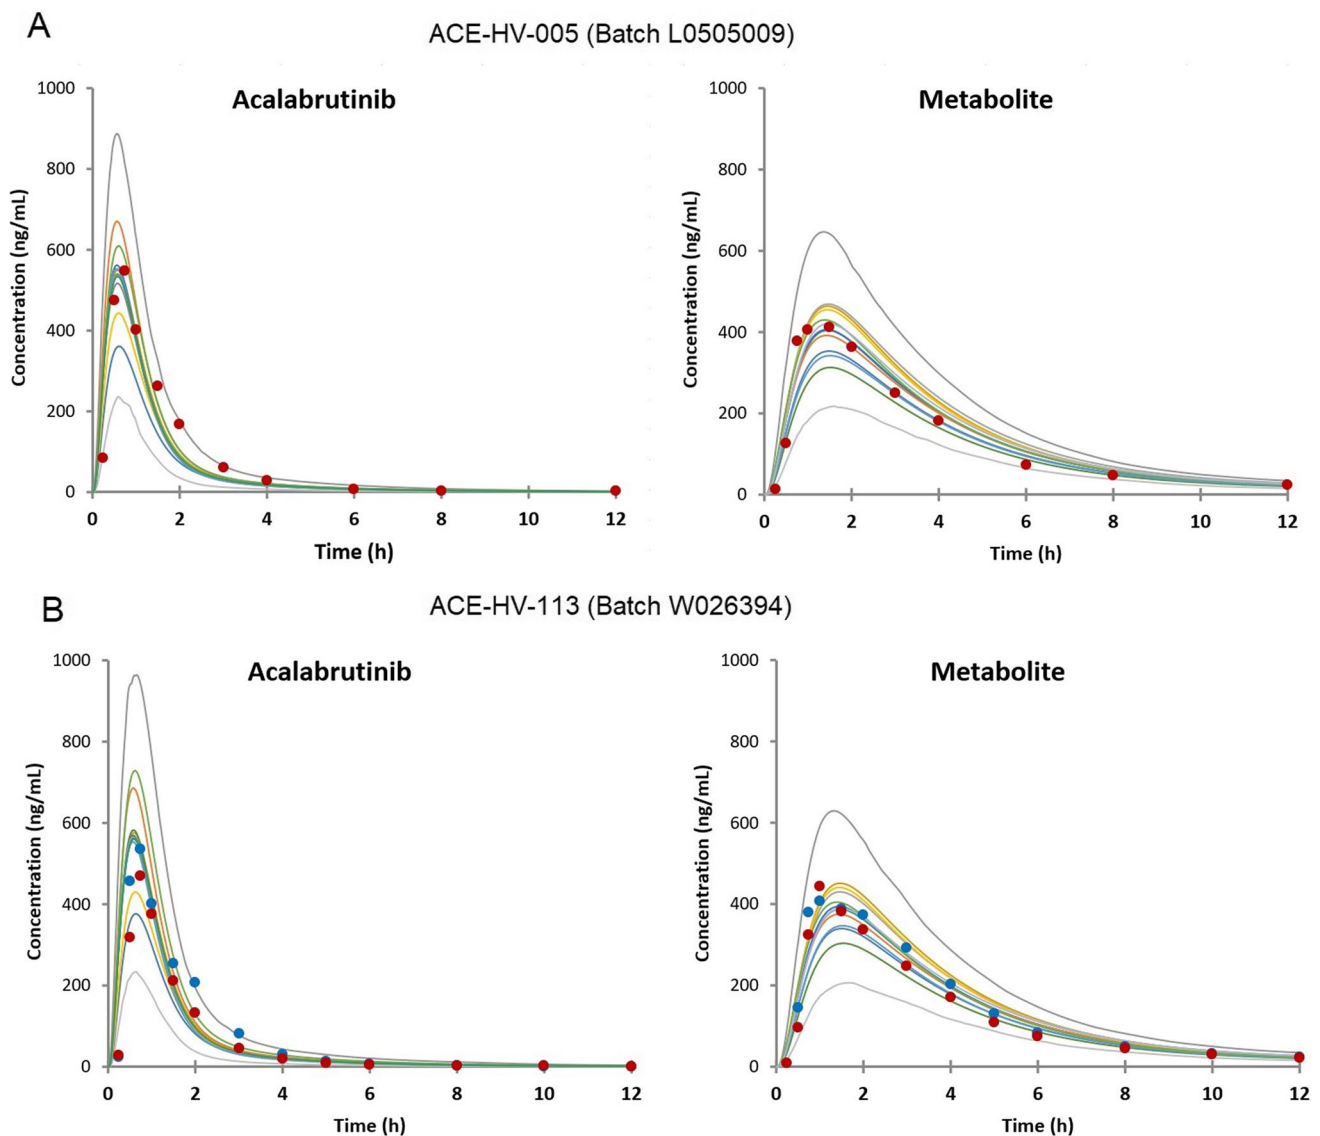 A
ACE-HV-005 (Batch L0505009)
Acalabrutinib
Concentration (ng/mL)
1000
800
600
400
200
0
0 2 4 6 8 10 12
Time (h)
Metabolite
Concentration (ng/mL)
1000
800
600
400
200
0
0 2 4 6 8 10 12
Time (h)
B
ACE-HV-113 (Batch W026394)
Acalabrutinib
Concentration (ng/mL)
1000
800
600
400
200
0
0 2 4 6 8 10 12
Time (h)
Metabolite
Concentration (ng/mL)
1000
800
600
400
200
0
0 2 4 6 8 10 12
Time (h)